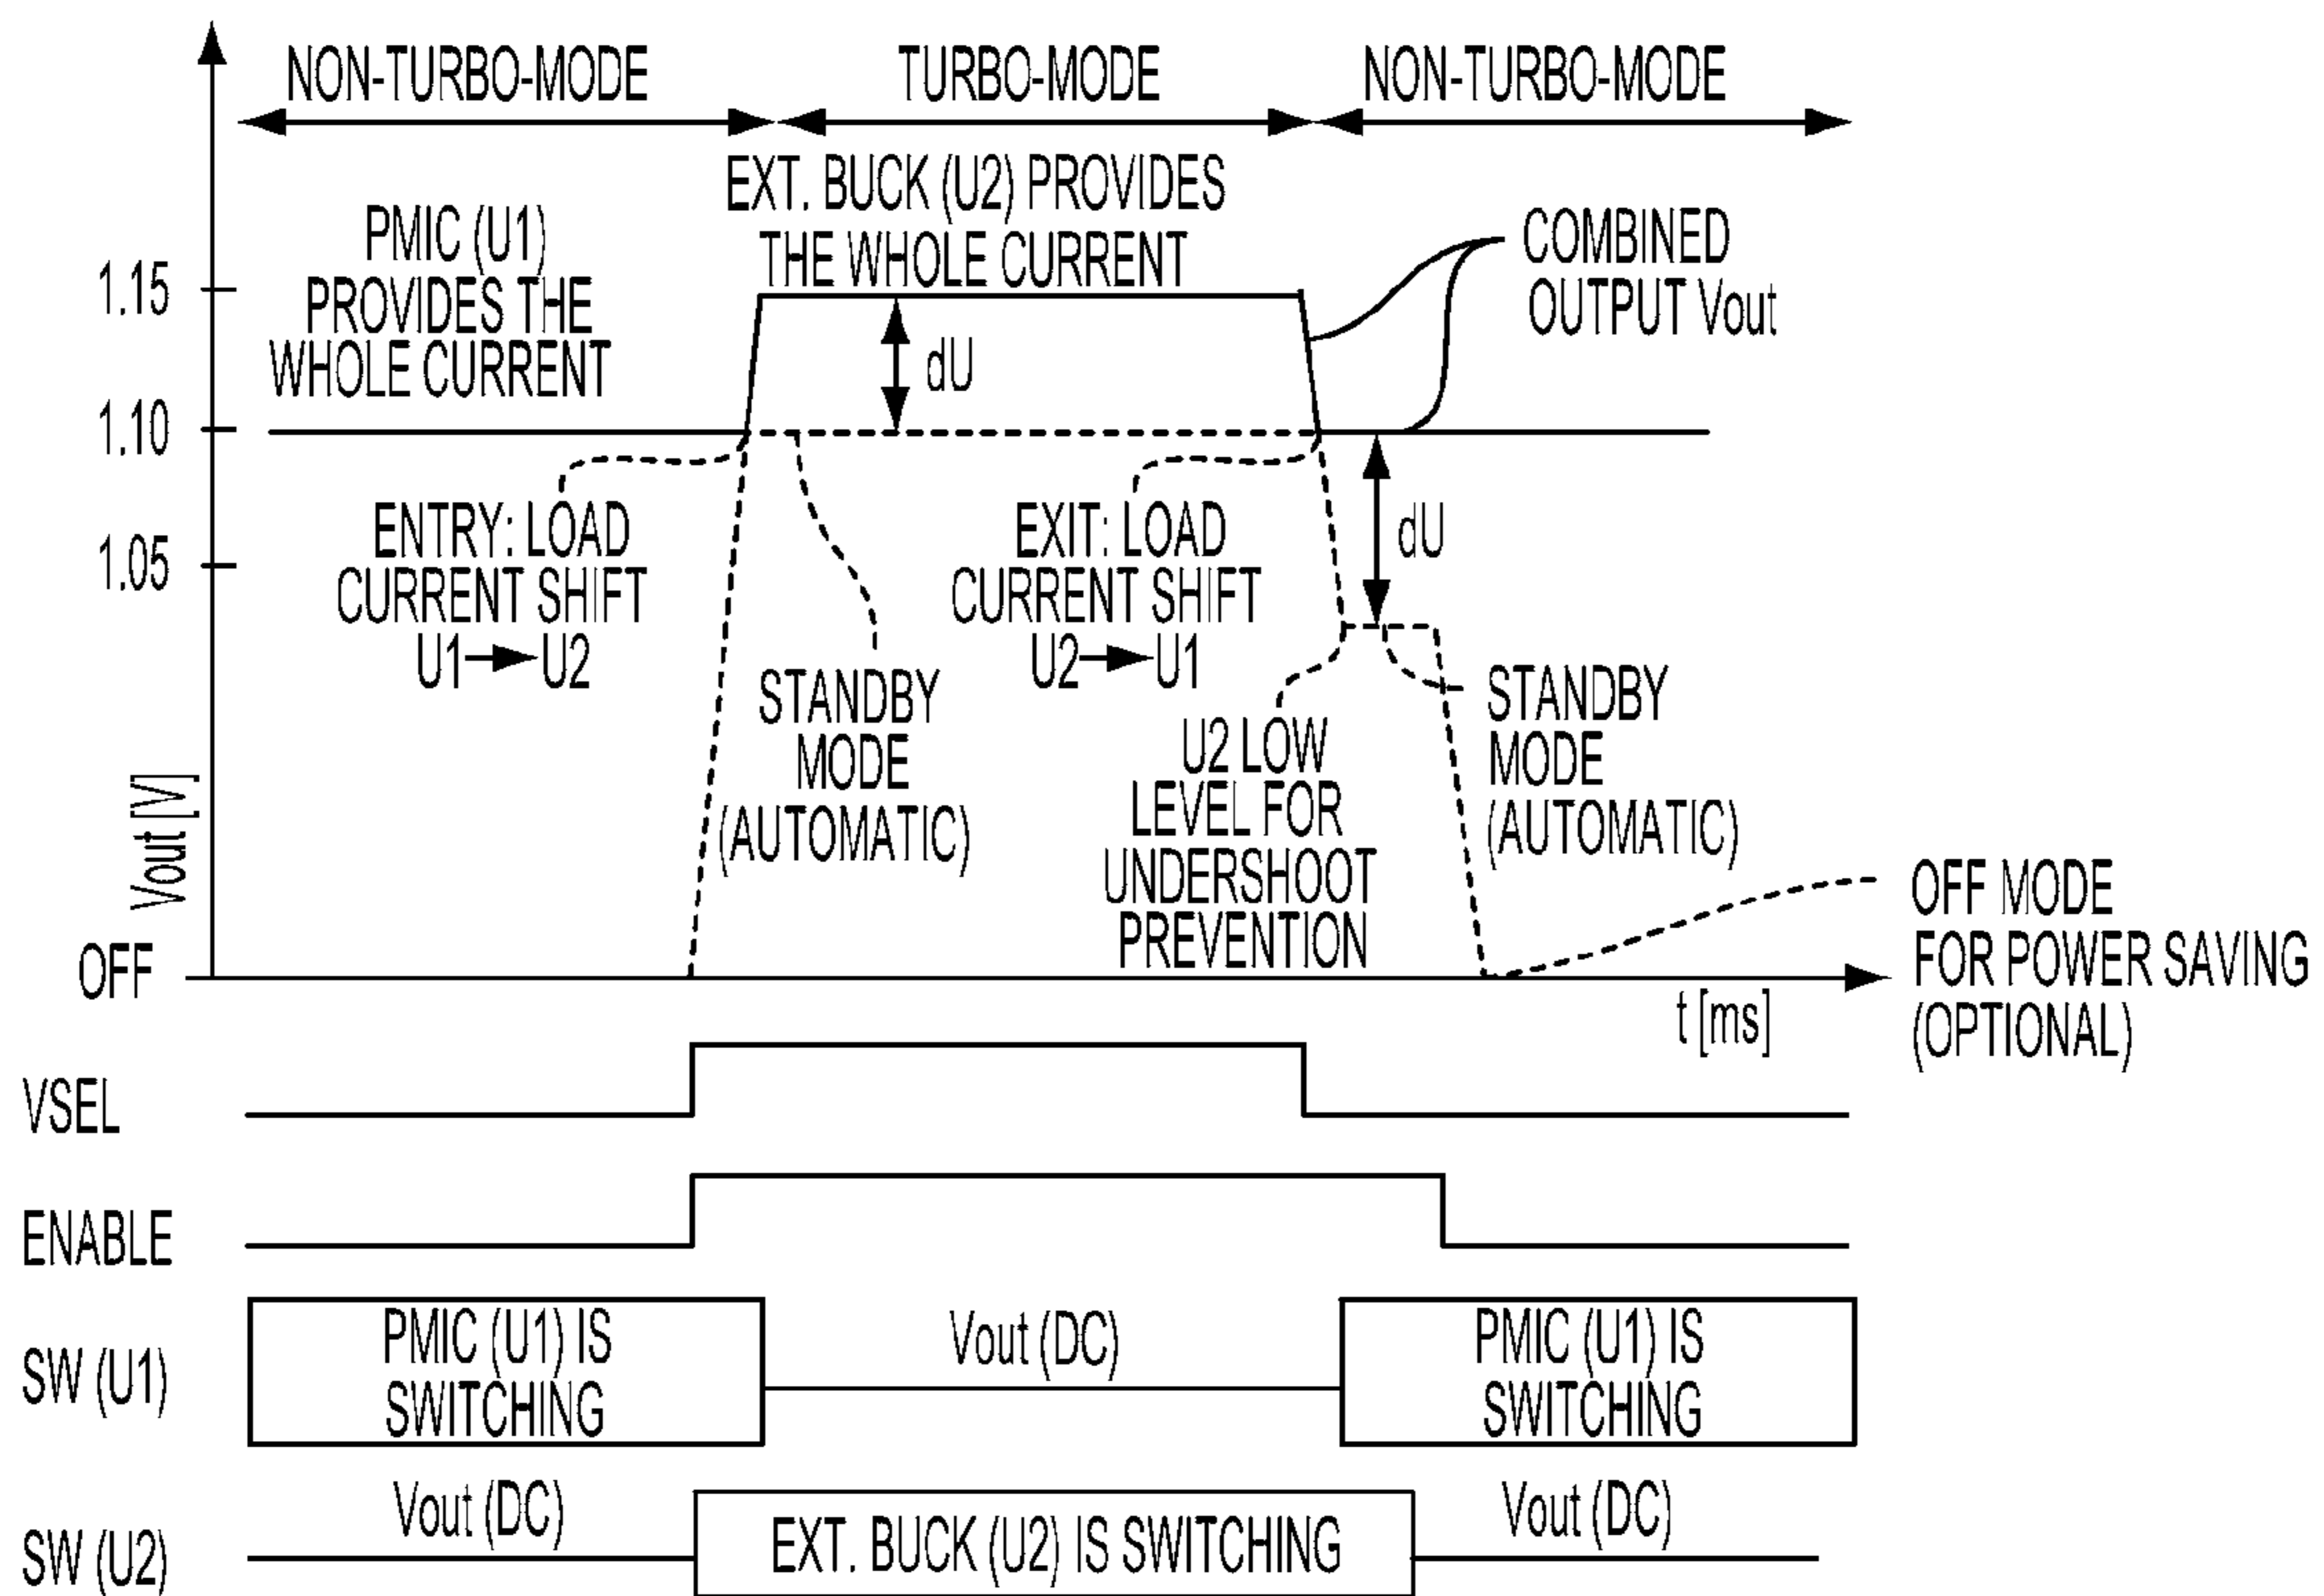 NON-TURBO-MODE
TURBO-MODE
NON-TURBO-MODE
EXT. BUCK (U2) PROVIDES
THE WHOLE CURRENT
PMIC (U1)
PROVIDES THE
WHOLE CURRENT
COMBINED
OUTPUT Vout
1.15
1.10
1.05
dU
dU
ENTRY: LOAD
CURRENT SHIFT
U1 → U2
EXIT: LOAD
CURRENT SHIFT
U2 → U1
STANDBY
MODE
(AUTOMATIC)
U2 LOW
LEVEL FOR
UNDERSHOOT
PREVENTION
STANDBY
MODE
(AUTOMATIC)
Vout [V]
OFF
t [ms]
OFF MODE
FOR POWER SAVING
(OPTIONAL)
VSEL
ENABLE
SW (U1)
PMIC (U1) IS
SWITCHING
Vout (DC)
PMIC (U1) IS
SWITCHING
SW (U2)
Vout (DC)
EXT. BUCK (U2) IS SWITCHING
Vout (DC)